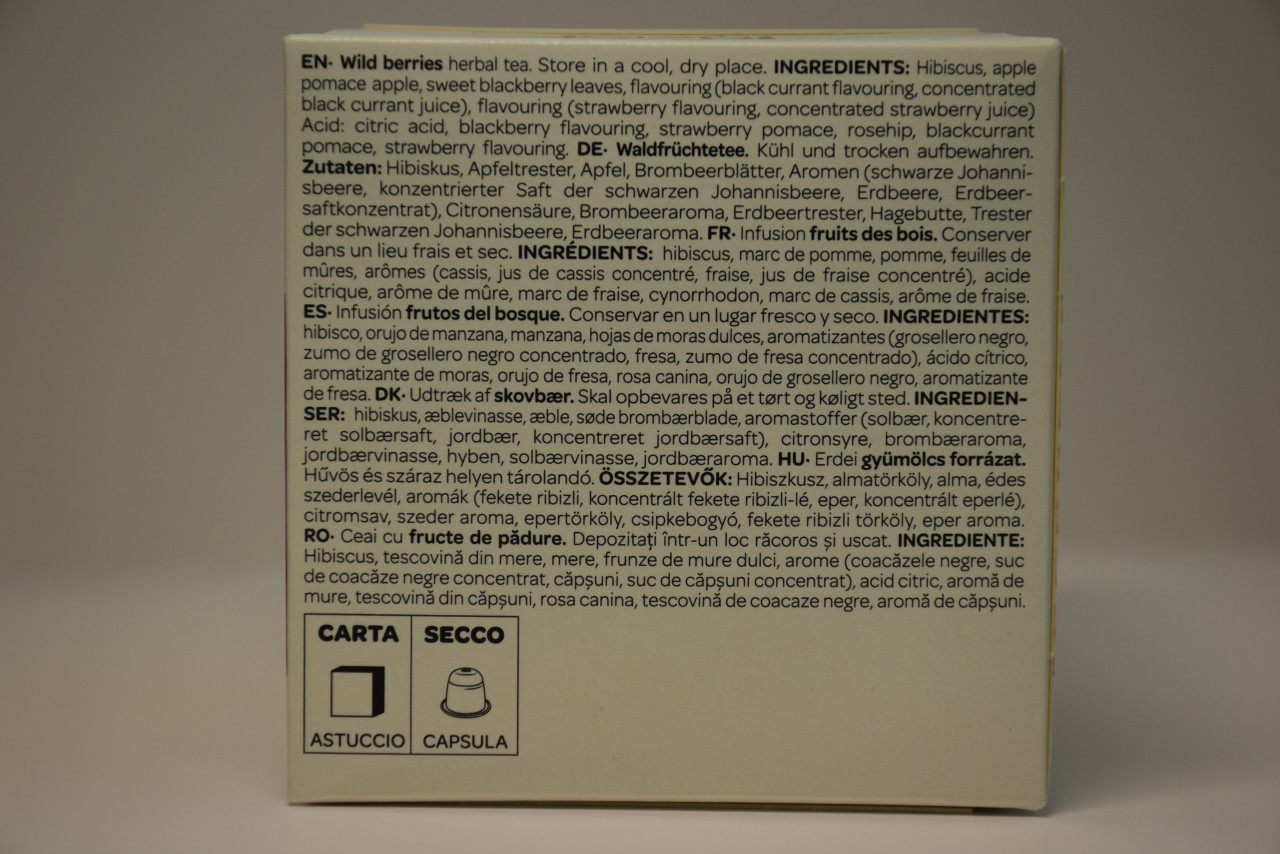 EN· Wild berries herbal tea. Store in a cool, dry place. INGREDIENTS: Hibiscus, apple
pomace apple, sweet blackberry leaves, flavouring (black currant flavouring, concentrated
black currant juice), flavouring (strawberry flavouring, concentrated strawberry juice)
Acid: citric acid, blackberry flavouring, strawberry pomace, rosehip, blackcurrant
pomace, strawberry flavouring. DE· Waldfrüchtetee. Kühl und trocken aufbewahren.
Zutaten: Hibiskus, Apfeltrester, Apfel, Brombeerblätter, Aromen (schwarze Johanni-
sbeere, konzentrierter Saft der schwarzen Johannisbeere, Erdbeere, Erdbeer-
saftkonzentrat), Citronensäure, Brombeeraroma, Erdbeertrester, Hagebutte, Trester
der schwarzen Johannisbeere, Erdbeeraroma. FR· Infusion fruits des bois. Conserver
dans un lieu frais et sec. INGRÉDIENTS: hibiscus, marc de pomme, pomme, feuilles de
mûres, arômes (cassis, jus de cassis concentré, fraise, jus de fraise concentré), acide
citrique, arôme de mûre, marc de fraise, cynorrhodon, marc de cassis, arôme de fraise.
ES· Infusión frutos del bosque. Conservar en un lugar fresco y seco. INGREDIENTES:
hibisco, orujo de manzana, manzana, hojas de moras dulces, aromatizantes (grosellero negro,
zumo de grosellero negro concentrado, fresa, zumo de fresa concentrado), ácido cítrico,
aromatizante de moras, orujo de fresa, rosa canina, orujo de grosellero negro, aromatizante
de fresa. DK· Udtræk af skovbær. Skal opbevares på et tørt og køligt sted. INGREDIEN-
SER: hibiskus, æblevinasse, æble, søde brombærblade, aromastoffer (solbær, koncentre-
ret solbærsaft, jordbær, koncentreret jordbærsaft), citronsyre, brombæraroma,
jordbærvinasse, hyben, solbærvinasse, jordbæraroma. HU· Erdei gyümölcs forrázat.
Hűvös és száraz helyen tárolandó. ÖSSZETEVŐK: Hibiszkusz, almatörköly, alma, édes
szederlevél, aromák (fekete ribizli, koncentrált fekete ribizli-lé, eper, koncentrált eperlé),
citromsav, szeder aroma, epertörköly, csipkebogyó, fekete ribizli törköly, eper aroma.
RO· Ceai cu fructe de pădure. Depozitați într-un loc răcoros și uscat. INGREDIENTE:
Hibiscus, tescovină din mere, mere, frunze de mure dulci, arome (coacăzele negre, suc
de coacăze negre concentrat, căpșuni, suc de căpșuni concentrat), acid citric, aromă de
mure, tescovină din căpșuni, rosa canina, tescovină de coacaze negre, aromă de căpșuni.
CARTA SECCO
ASTUCCIO CAPSULA